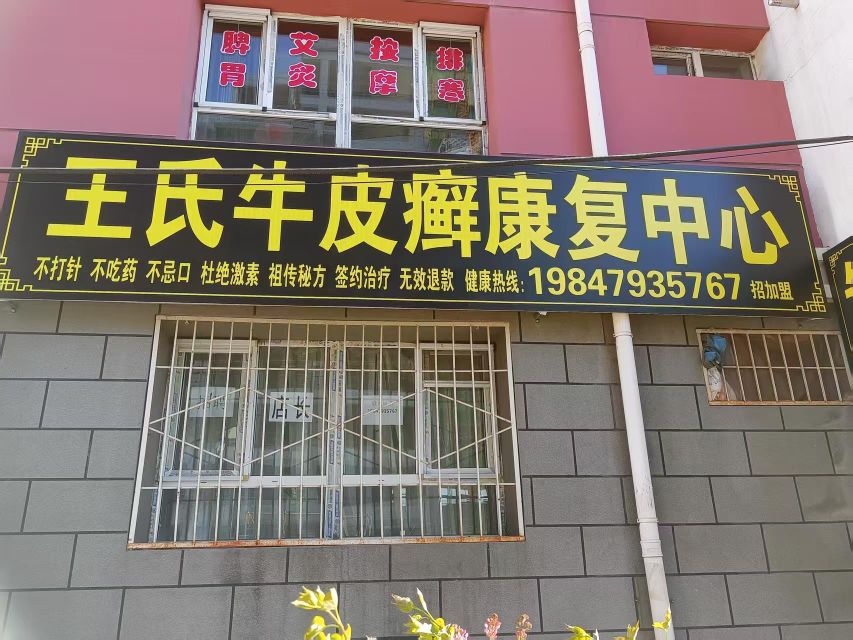 脾胃 艾灸 按摩 排毒
王氏牛皮癣康复中心
不打针 不吃药 不忌口 杜绝激素 祖传秘方 签约治疗 无效退款 健康热线:19847935767 招加盟
店长